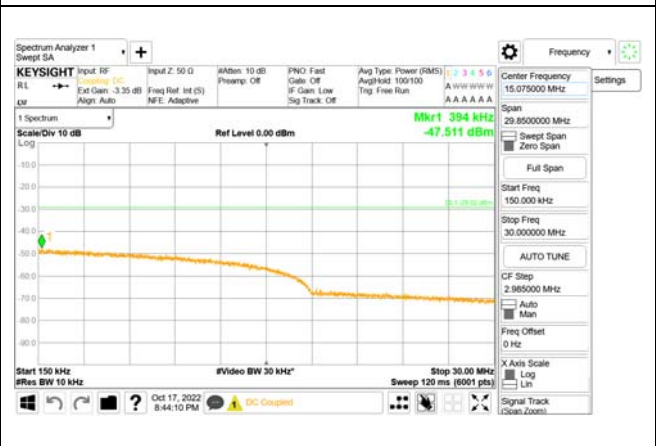 Spectrum Analyzer 1
Swept SA
+
Frequency
KEYSIGHT
Input: RF
Coupling: DC
Ext Gain: -3.35 dB
Align: Auto
Input Z: 50 Ω
Freq Ref: Int (S)
NFE: Adaptive
#Atten: 10 dB
Preamp: Off
PNO: Fast
Gate: Off
IF Gain: Low
Sig Track: Off
Avg Type: Power (RMS)
Avg|Hold: 100/100
Trig: Free Run
1 2 3 4 5 6
A W W W W W
A A A A A A
R L
Center Frequency
15.075000 MHz
Settings
Span
29.8500000 MHz
Swept Span
Zero Span
Full Span
Start Freq
150.000 kHz
Stop Freq
30.000000 MHz
AUTO TUNE
CF Step
2.985000 MHz
Auto
Man
Freq Offset
0 Hz
X Axis Scale
Log
Lin
Signal Track
(Span Zoom)
1 Spectrum
Scale/Div 10 dB
Log
Ref Level 0.00 dBm
Mkr1 394 kHz
-47.511 dBm
1
-10.0
-20.0
-30.0
-40.0
-50.0
-60.0
-70.0
-80.0
-90.0
Start 150 kHz
#Res BW 10 kHz
#Video BW 30 kHz*
Stop 30.00 MHz
Sweep 120 ms (6001 pts)
?
Oct 17, 2022
8:44:10 PM
DC Coupled